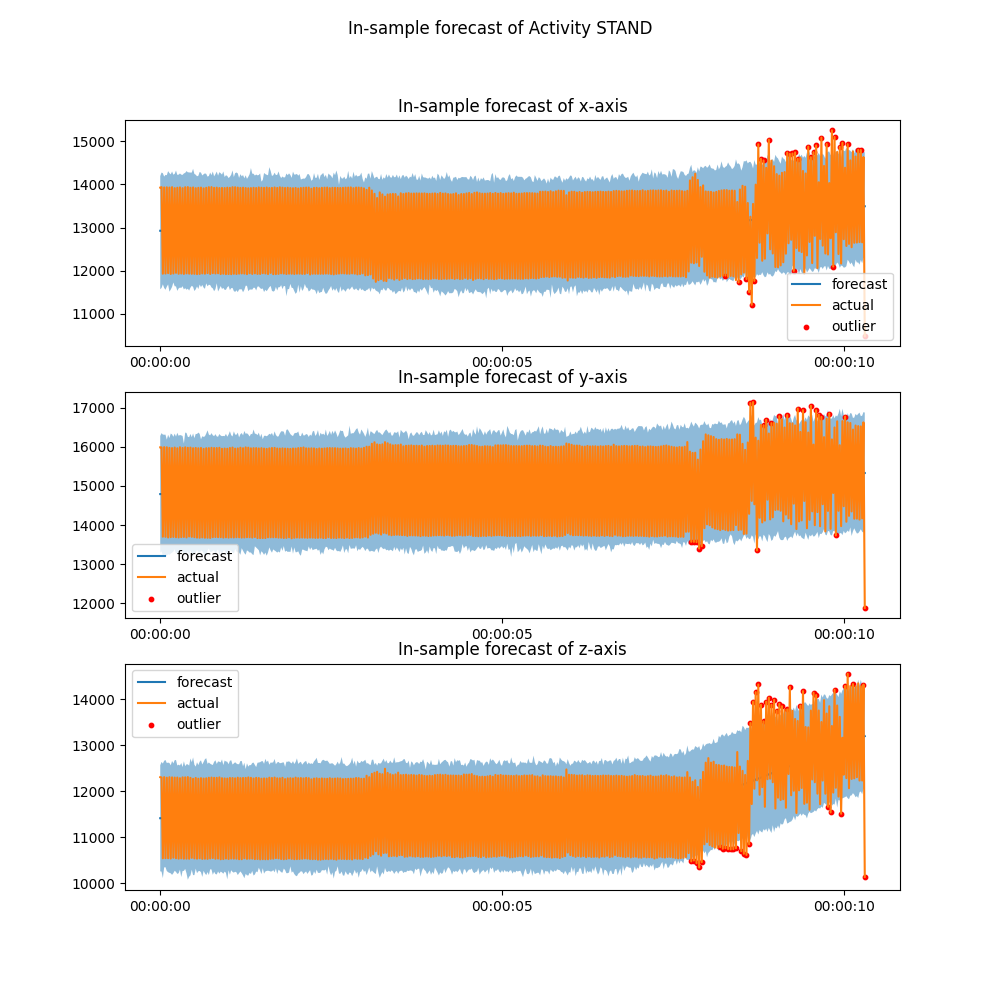 In-sample forecast of Activity STAND
In-sample forecast of x-axis
15000
14000
13000
12000
11000
forecast
actual
outlier
00:00:00 00:00:05 00:00:10
In-sample forecast of y-axis
17000
16000
15000
14000
13000
12000
forecast
actual
outlier
00:00:00 00:00:05 00:00:10
In-sample forecast of z-axis
forecast
actual
outlier
14000
13000
12000
11000
10000
00:00:00 00:00:05 00:00:10